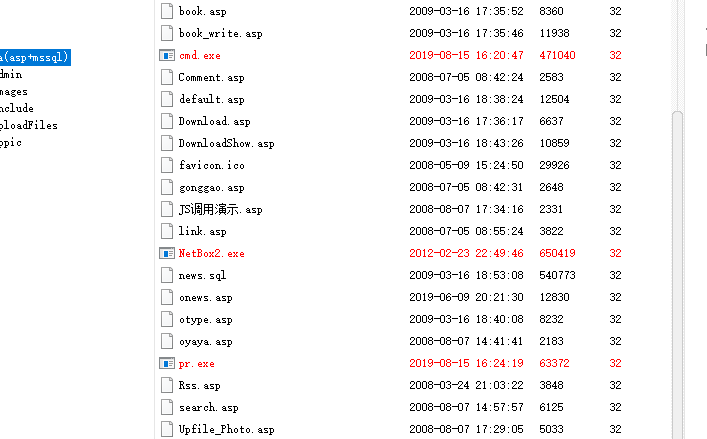 a(asp+mssql)
dmin
mages
nclude
ploadFiles
ppic
book.asp 2009-03-16 17:35:52 8360 32
book_write.asp 2009-03-16 17:35:46 11938 32
cmd.exe 2019-08-15 16:20:47 471040 32
Comment.asp 2008-07-05 08:42:24 2583 32
default.asp 2009-03-16 18:38:24 12504 32
Download.asp 2009-03-16 17:36:17 6637 32
DownloadShow.asp 2009-03-16 18:43:26 10859 32
favicon.ico 2008-05-09 15:24:50 29926 32
gonggao.asp 2008-07-05 08:42:31 2648 32
JS调用演示.asp 2008-08-07 17:34:16 2331 32
link.asp 2008-07-05 08:55:24 3822 32
NetBox2.exe 2012-02-23 22:49:46 650419 32
news.sql 2009-03-16 18:53:08 540773 32
onews.asp 2019-06-09 20:21:30 12830 32
otype.asp 2009-03-16 18:40:08 8232 32
oyaya.asp 2008-08-07 14:41:41 2183 32
pr.exe 2019-08-15 16:24:19 63372 32
Rss.asp 2008-03-24 21:03:22 3848 32
search.asp 2008-08-07 14:57:57 6125 32
Upfile_Photo.asp 2008-08-07 17:29:05 5033 32